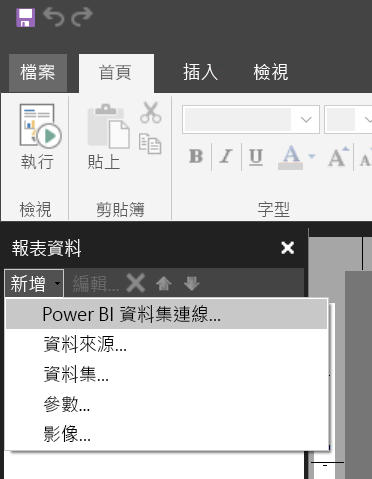 檔案 首頁 插入 檢視
執行 貼上
B I U A A A
檢視 剪貼簿 字型
報表資料
新增 編輯...
Power BI 資料集連線...
資料來源...
資料集...
參數...
影像...